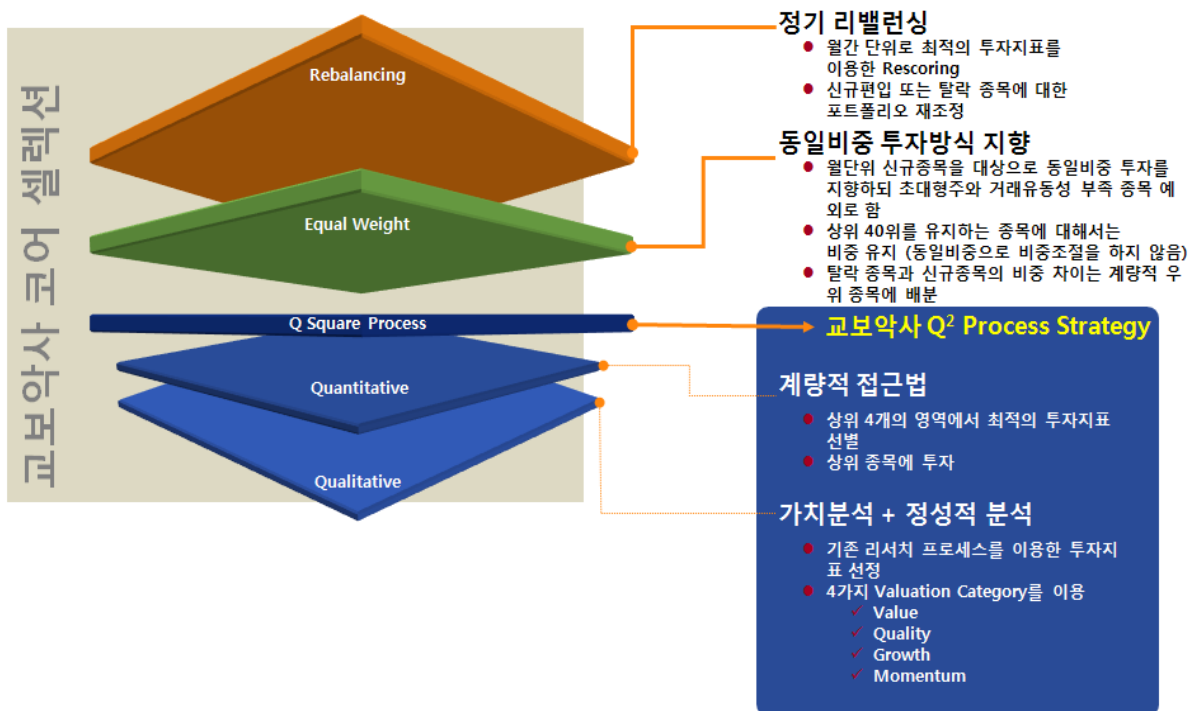 교보악사 코어 셀렉션
Rebalancing
Equal Weight
Q Square Process
Quantitative
Qualitative
정기 리밸런싱
월간 단위로 최적의 투자지표를
이용한 Rescoring
신규편입 또는 탈락 종목에 대한
포트폴리오 재조정
동일비중 투자방식 지향
월단위 신규종목을 대상으로 동일비중 투자를
지향하되 초대형주와 거래유동성 부족 종목 예
외로 함
상위 40위를 유지하는 종목에 대해서는
비중 유지 (동일비중으로 비중조절을 하지 않음)
탈락 종목과 신규종목의 비중 차이는 계량적 우
위 종목에 배분
교보악사 Q² Process Strategy
계량적 접근법
상위 4개의 영역에서 최적의 투자지표
선별
상위 종목에 투자
가치분석 + 정성적 분석
기존 리서치 프로세스를 이용한 투자지
표 선정
4가지 Valuation Category를 이용
Value
Quality
Growth
Momentum